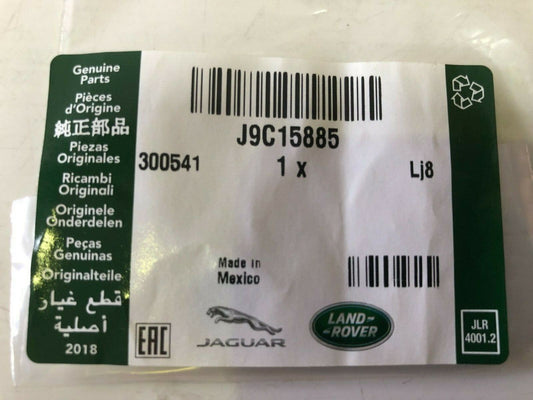 Genuine
Parts
Pièces
d'Origine
純正部品
Piezas
Originales
Ricambi
Originali
Originele
Onderdelen
Peças
Genuinas
Originalteile
قطع غيار
أصلية
2018
J9C15885
300541
1 x
Lj8
Made in
Mexico
EAC
JAGUAR
LAND-
ROVER
JLR
4001.2